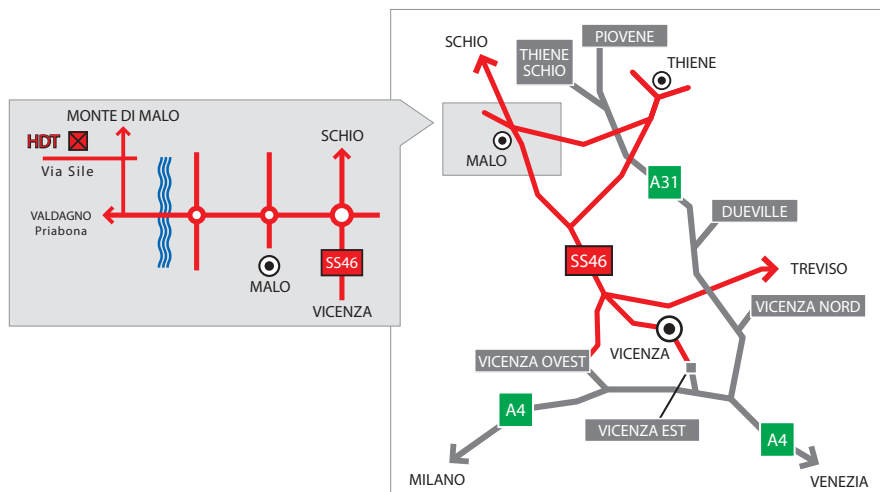 MONTE DI MALO
HDT
Via Sile
SCHIO
VALDAGNO
Priabona
SS46
MALO
VICENZA
PIOVENE
SCHIO
THIENE
SCHIO
THIENE
MALO
A31
DUEVILLE
SS46
TREVISO
VICENZA NORD
VICENZA
VICENZA OVEST
A4
VICENZA EST
A4
MILANO
VENEZIA